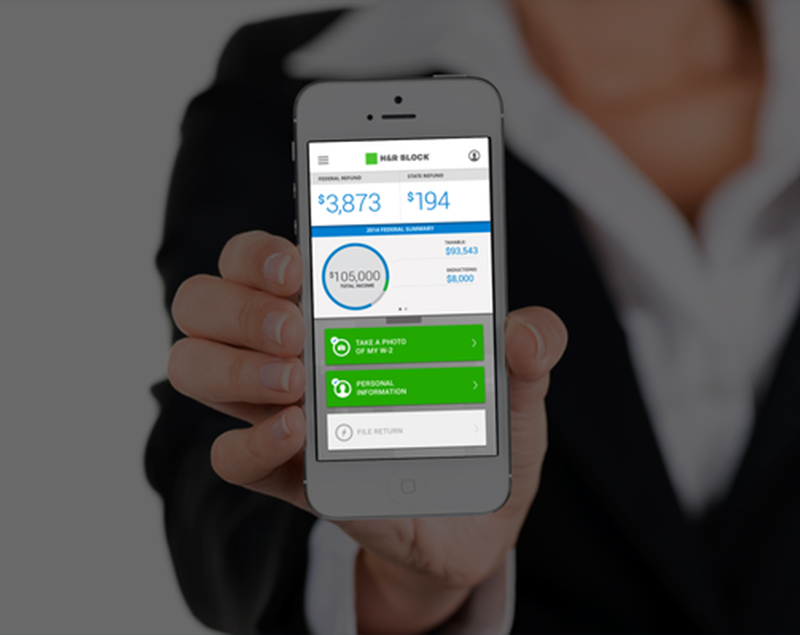 H&R BLOCK
FEDERAL REFUND
STATE REFUND
$3,873
$194
2014 FEDERAL SUMMARY
TAXABLE
$93,543
$105,000
TOTAL INCOME
DEDUCTIONS
$8,000
TAKE A PHOTO
OF MY W-2
PERSONAL
INFORMATION
FILE RETURN